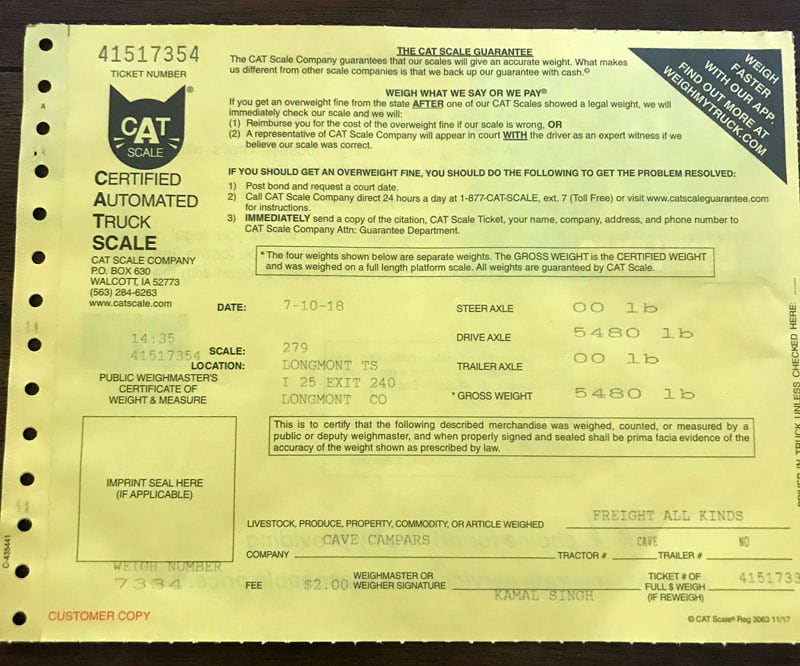 41517354
TICKET NUMBER
CAT
SCALE
®
CERTIFIED
AUTOMATED
TRUCK
SCALE
CAT SCALE COMPANY
P.O. BOX 630
WALCOTT, IA 52773
(563) 284-6263
www.catscale.com
THE CAT SCALE GUARANTEE
The CAT Scale Company guarantees that our scales will give an accurate weight. What makes
us different from other scale companies is that we back up our guarantee with cash.©
WEIGH WHAT WE SAY OR WE PAY®
If you get an overweight fine from the state AFTER one of our CAT Scales showed a legal weight, we will
immediately check our scale and we will:
(1) Reimburse you for the cost of the overweight fine if our scale is wrong, OR
(2) A representative of CAT Scale Company will appear in court WITH the driver as an expert witness if we
believe our scale was correct.
WEIGH
FASTER
WITH OUR APP.
FIND OUT MORE AT
WEIGHMYTRUCK.COM
IF YOU SHOULD GET AN OVERWEIGHT FINE, YOU SHOULD DO THE FOLLOWING TO GET THE PROBLEM RESOLVED:
1) Post bond and request a court date.
2) Call CAT Scale Company direct 24 hours a day at 1-877-CAT-SCALE, ext. 7 (Toll Free) or visit www.catscaleguarantee.com
for instructions.
3) IMMEDIATELY send a copy of the citation, CAT Scale Ticket, your name, company, address, and phone number to
CAT Scale Company Attn: Guarantee Department.
*The four weights shown below are separate weights. The GROSS WEIGHT is the CERTIFIED WEIGHT
and was weighed on a full length platform scale. All weights are guaranteed by CAT Scale.
DATE: 7-10-18
STEER AXLE 00 lb
DRIVE AXLE 5480 lb
TRAILER AXLE 00 lb
* GROSS WEIGHT 5480 lb
14:35
41517354
SCALE: 279
LOCATION: LONGMONT TS
I 25 EXIT 240
LONGMONT CO
PUBLIC WEIGHMASTER'S
CERTIFICATE OF
WEIGHT & MEASURE
This is to certify that the following described merchandise was weighed, counted, or measured by a
public or deputy weighmaster, and when properly signed and sealed shall be prima facia evidence of the
accuracy of the weight shown as prescribed by law.
IMPRINT SEAL HERE
(IF APPLICABLE)
LIVESTOCK, PRODUCE, PROPERTY, COMMODITY, OR ARTICLE WEIGHED FREIGHT ALL KINDS
COMPANY CAVE CAMPARS TRACTOR # CAVE TRAILER # NO
WEIGH NUMBER
7334
FEE $2.00 WEIGHMASTER OR
WEIGHER SIGNATURE KAMAL SINGH
TICKET # OF
FULL $ WEIGH
(IF REWEIGH)
4151733
CUSTOMER COPY
© CAT Scale® Reg 3063 11/17
C-435441
IN TRUCK UNLESS CHECKED HERE: